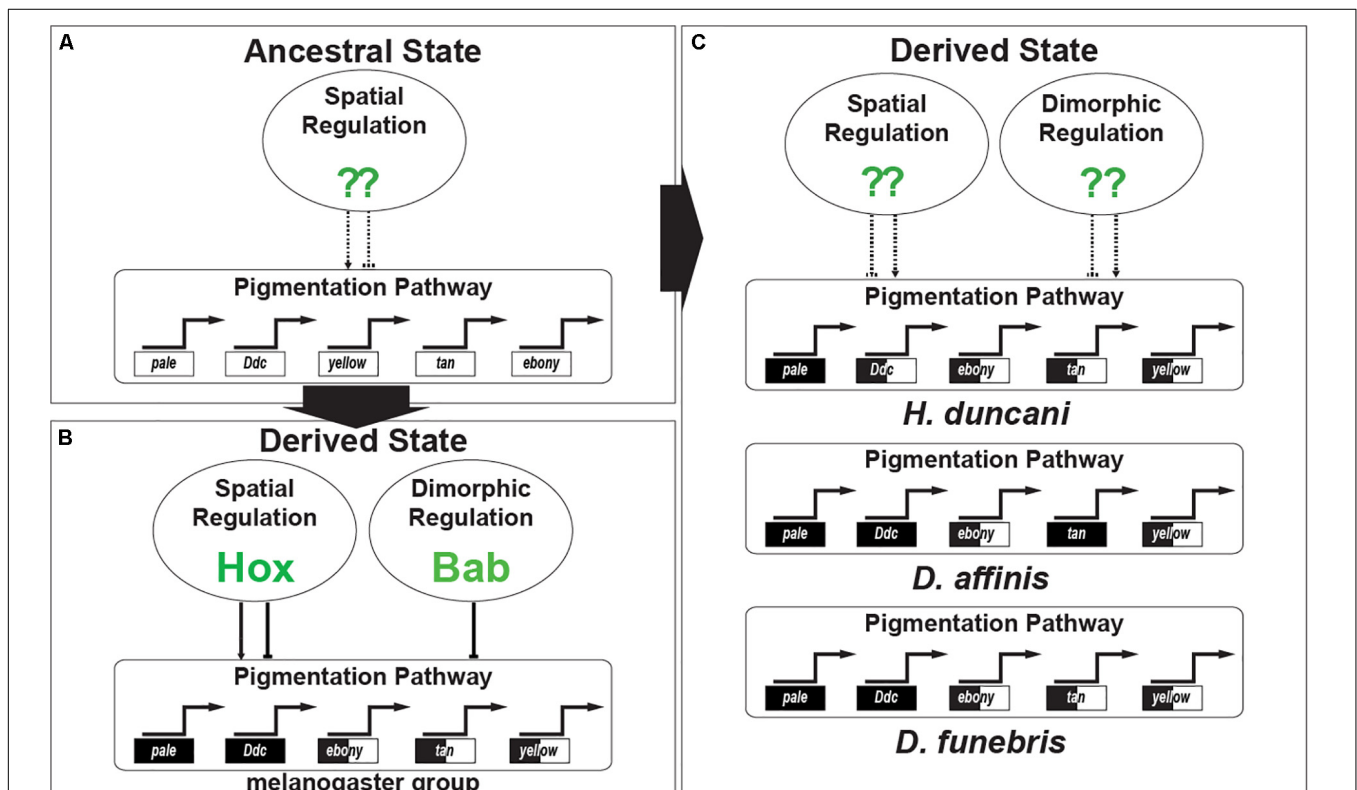 A
Ancestral State
Spatial
Regulation
??
Pigmentation Pathway
pale Ddc yellow tan ebony
B
Derived State
Spatial
Regulation
Hox
Dimorphic
Regulation
Bab
Pigmentation Pathway
pale Ddc ebony tan yellow
melanogaster group
C
Derived State
Spatial
Regulation
??
Dimorphic
Regulation
??
Pigmentation Pathway
pale Ddc ebony tan yellow
H. duncani
Pigmentation Pathway
pale Ddc ebony tan yellow
D. affinis
Pigmentation Pathway
pale Ddc ebony tan yellow
D. funebris